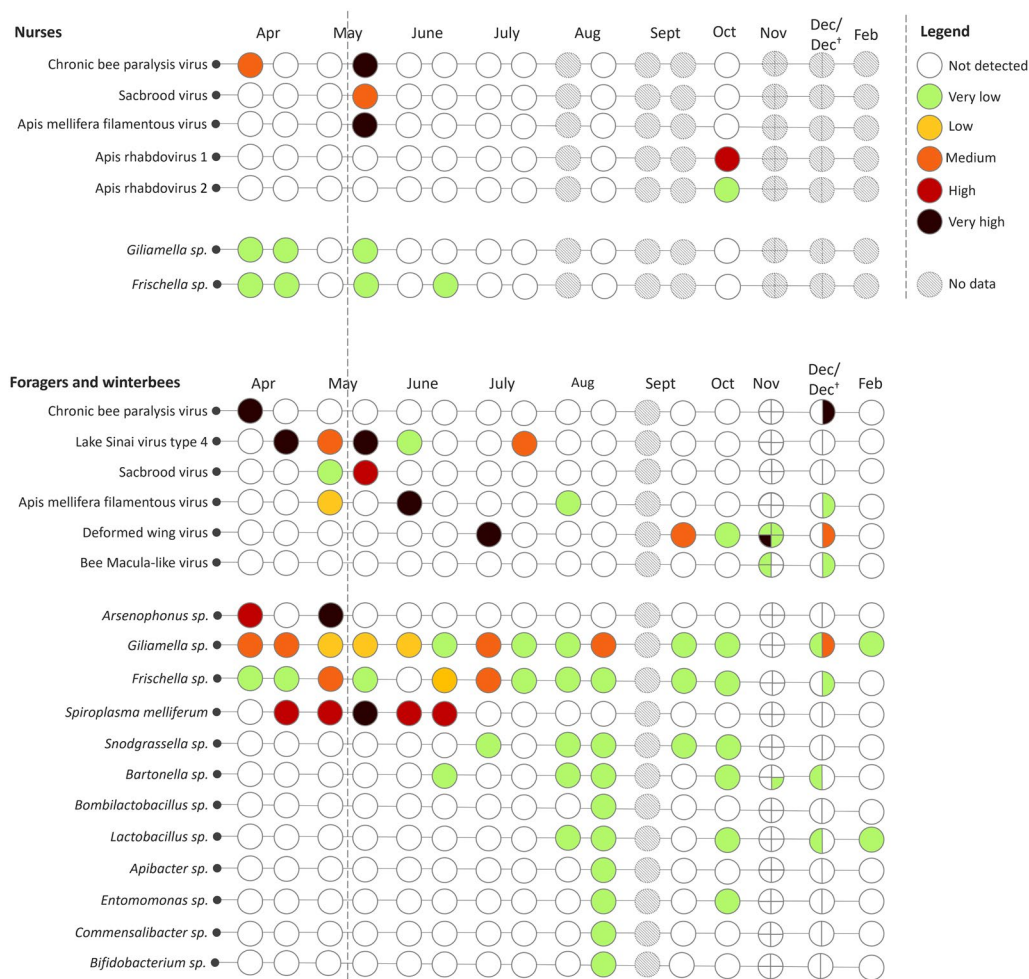 Nurses
Apr May June July Aug Sept Oct Nov Dec/ Dec† Feb
Chronic bee paralysis virus
Sacbrood virus
Apis mellifera filamentous virus
Apis rhabdovirus 1
Apis rhabdovirus 2
Giliamella sp.
Frischella sp.
Legend
Not detected
Very low
Low
Medium
High
Very high
No data
Foragers and winterbees
Apr May June July Aug Sept Oct Nov Dec/ Dec† Feb
Chronic bee paralysis virus
Lake Sinai virus type 4
Sacbrood virus
Apis mellifera filamentous virus
Deformed wing virus
Bee Macula-like virus
Arsenophonus sp.
Giliamella sp.
Frischella sp.
Spiroplasma melliferum
Snodgrassella sp.
Bartonella sp.
Bombilactobacillus sp.
Lactobacillus sp.
Apibacter sp.
Entomomonas sp.
Commensalibacter sp.
Bifidobacterium sp.